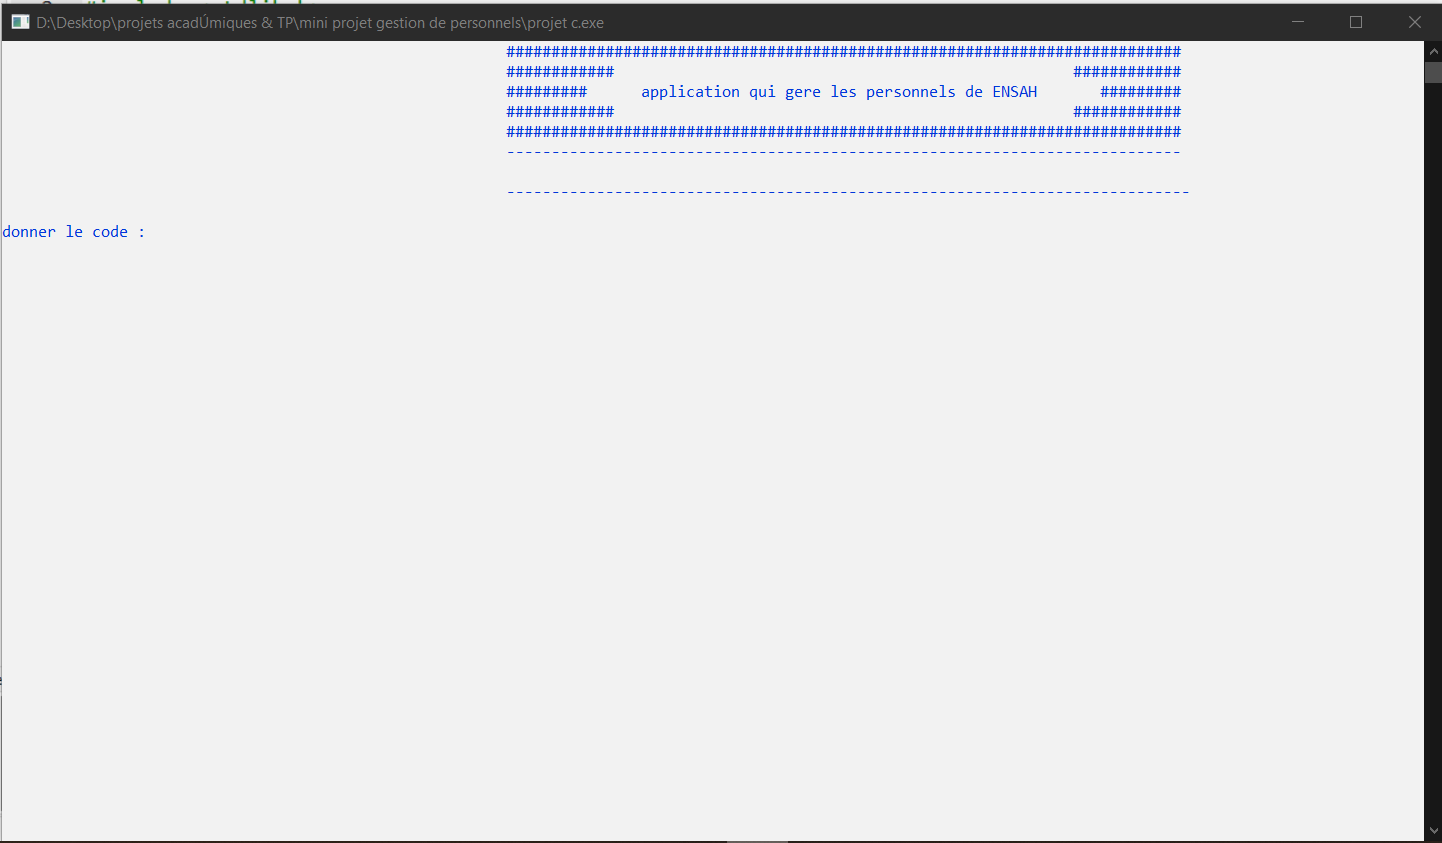 D:\Desktop\projets acadÚmiques & TP\mini projet gestion de personnels\projet c.exe
###########################################################################
############ ############
######### application qui gere les personnels de ENSAH #########
############ ############
###########################################################################
---------------------------------------------------------------------------
----------------------------------------------------------------------------
donner le code :